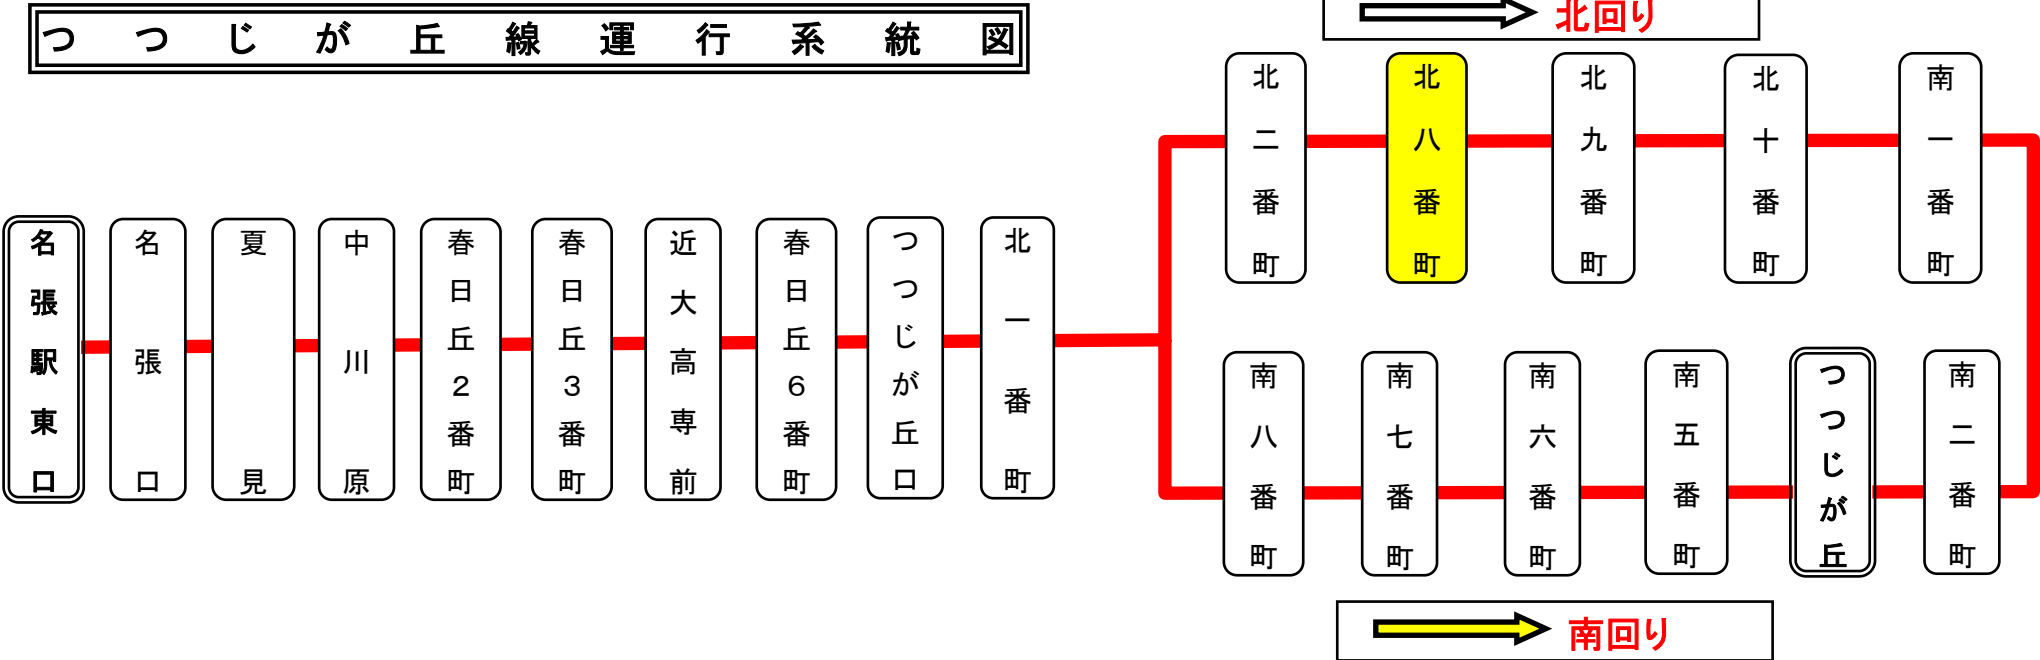 つつじが丘線運行系統図
北回り
北二番町
北八番町
北九番町
北十番町
南一番町
名張駅東口
名張口
夏見
中川原
春日丘2番町
春日丘3番町
近大高専前
春日丘6番町
つつじが丘口
北一番町
南八番町
南七番町
南六番町
南五番町
つつじが丘
南二番町
南回り